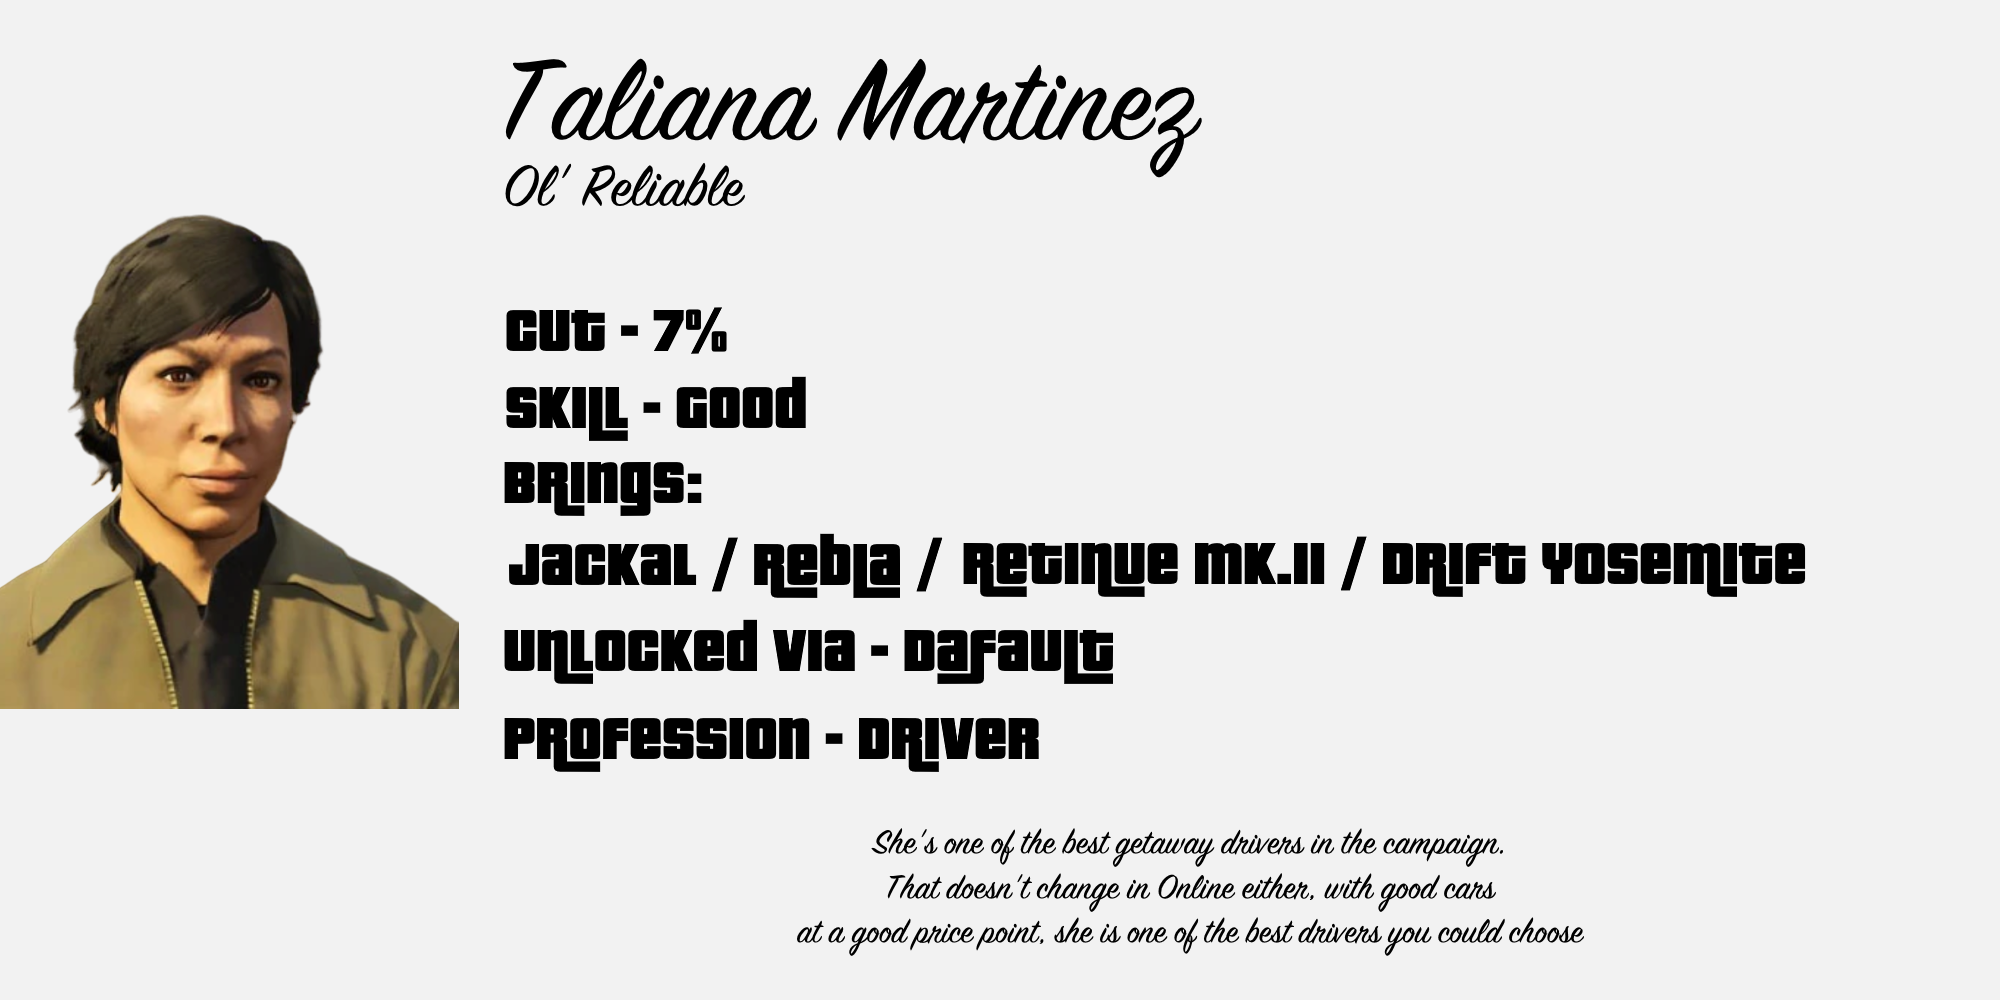 Taliana Martinez
Ol' Reliable
Cut - 7%
Skill - Good
Brings:
Jackal / Rebla / Retinue MK.II / Drift Yosemite
Unlocked Via - Dafault
Profession - Driver
She's one of the best getaway drivers in the campaign.
That doesn't change in Online either, with good cars
at a good price point, she is one of the best drivers you could choose